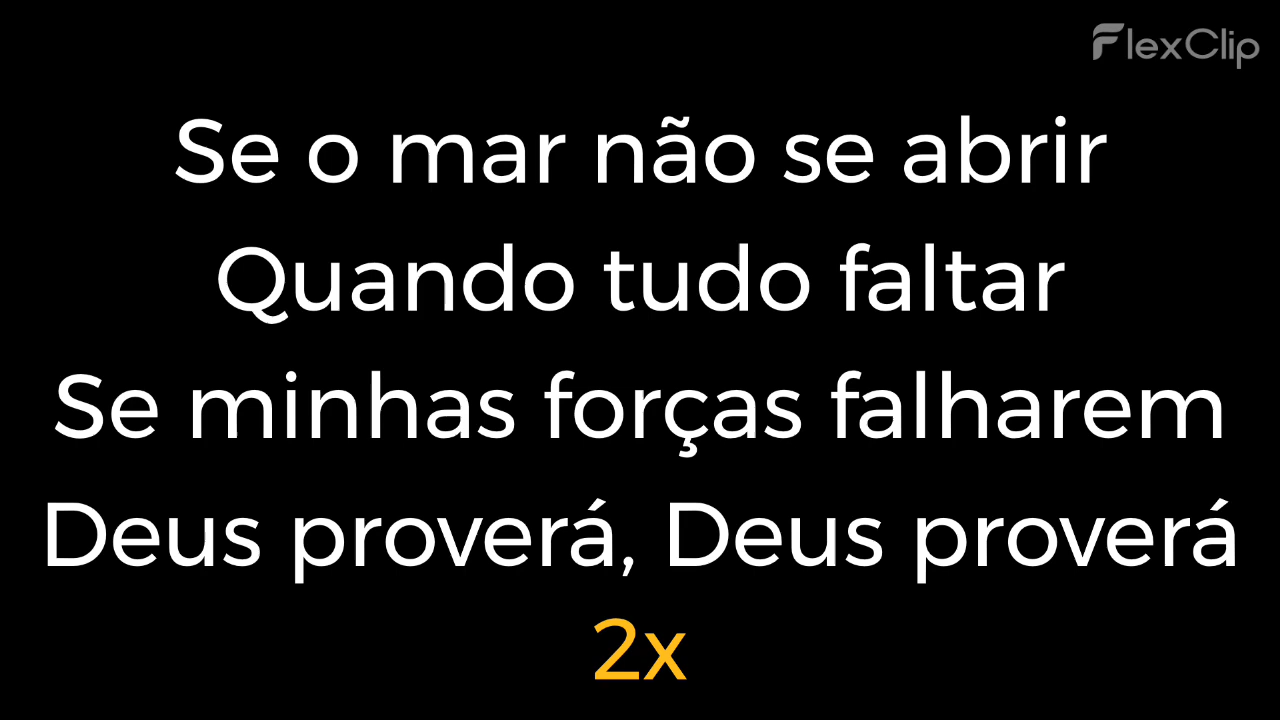 FlexClip
Se o mar não se abrir
Quando tudo faltar
Se minhas forças falharem
Deus proverá, Deus proverá
2x